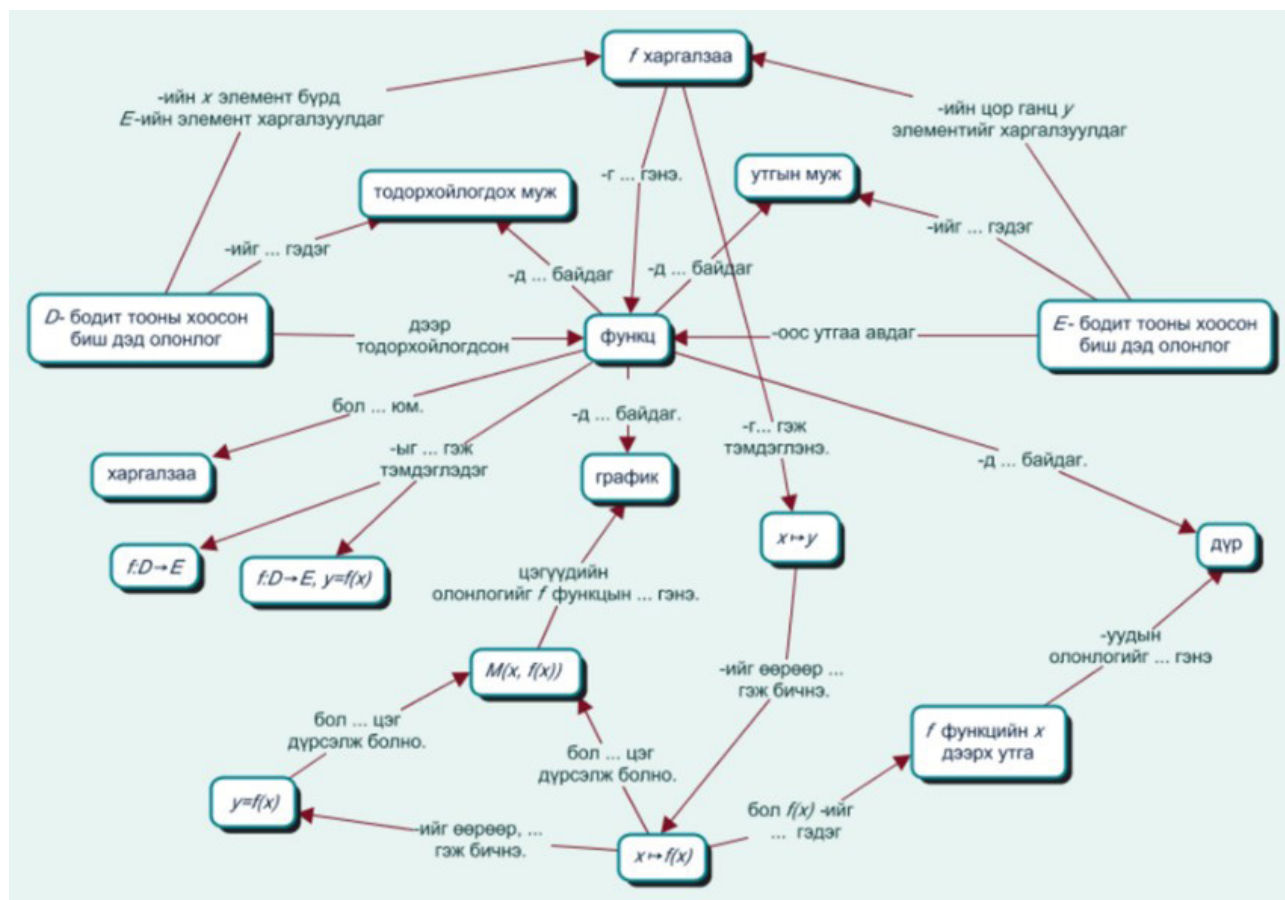 f харгалзаа
-ийн x элемент бүрд
E-ийн элемент харгалзуулдаг
-ийн цор ганц y
элементийг харгалзуулдаг
-г ... гэнэ.
утгын муж
тодорхойлогдох муж
-ийг ... гэдэг
-ийг ... гэдэг
-д ... байдаг
-д ... байдаг
D- бодит тооны хоосон
биш дэд олонлог
дээр
тодорхойлогдсон
функц
-оос утгаа авдаг
E- бодит тооны хоосон
биш дэд олонлог
бол ... юм.
-д ... байдаг.
-г... гэж
тэмдэглэнэ.
-ыг ... гэж
тэмдэглэдэг
-д ... байдаг.
харгалзаа
график
x↦y
дүр
f:D→E
f:D→E, y=f(x)
цэгүүдийн
олонлогийг f функцын ... гэнэ.
-уудын
олонлогийг ... гэнэ
M(x, f(x))
-ийг өөрөөр ...
гэж бичнэ.
бол ... цэг
дүрсэлж болно.
f функцийн x
дээрх утга
бол ... цэг
дүрсэлж болно.
y=f(x)
бол f(x) -ийг
... гэдэг
-ийг өөрөөр, ...
гэж бичнэ.
x↦f(x)